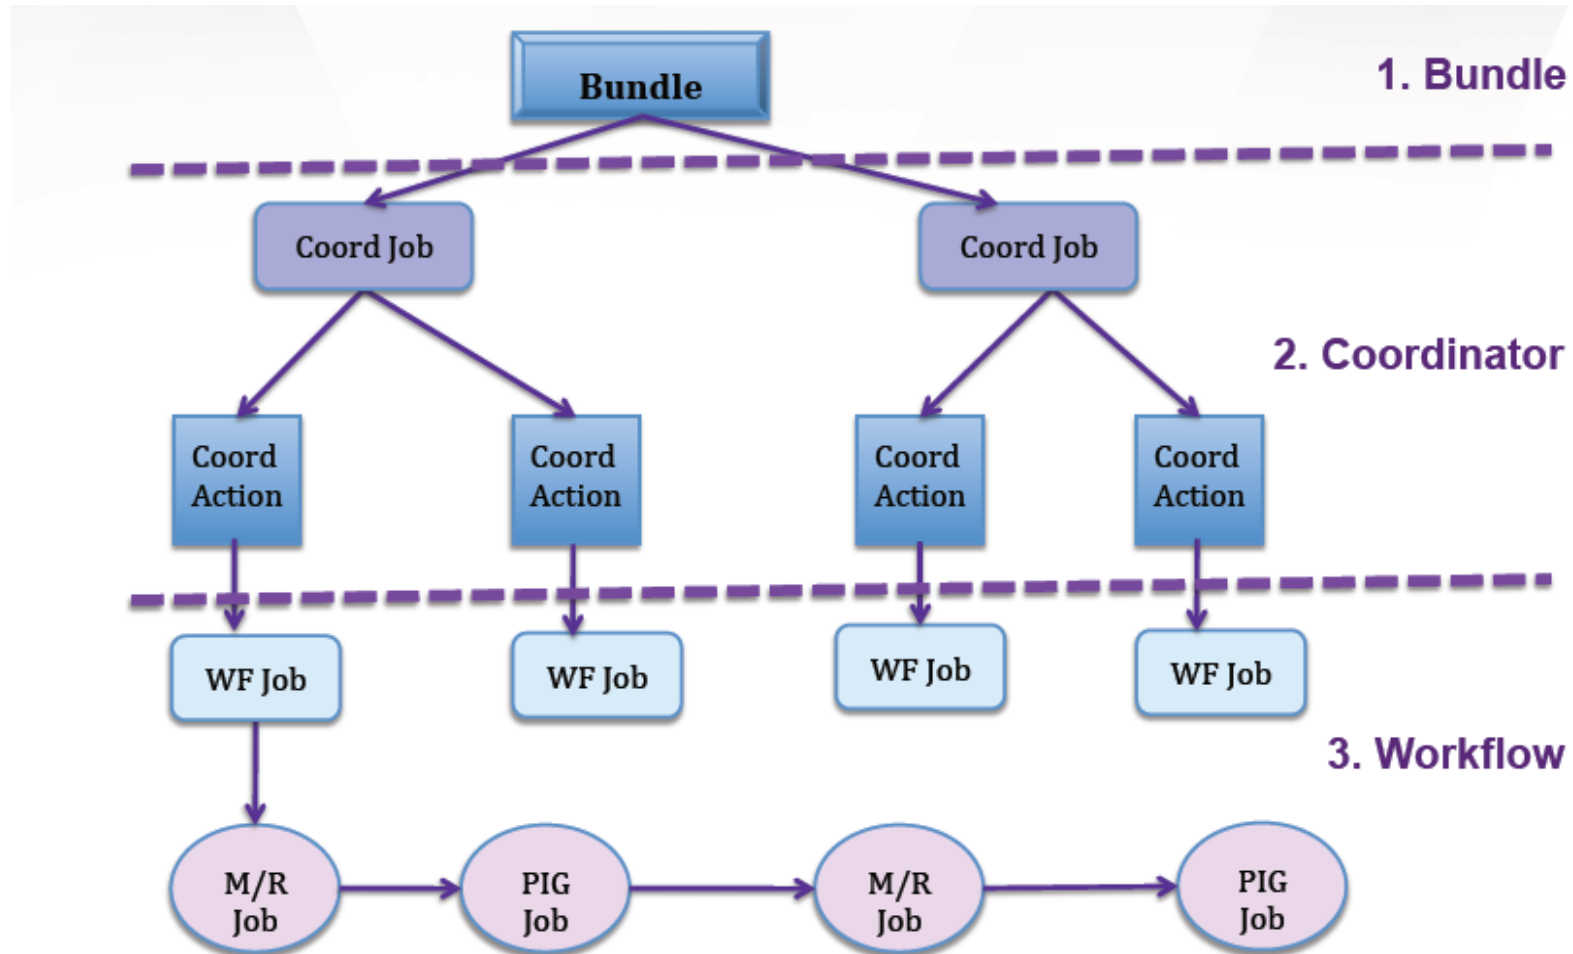 Bundle
1. Bundle
Coord Job
Coord Job
2. Coordinator
Coord
Action
Coord
Action
Coord
Action
Coord
Action
WF Job
WF Job
WF Job
WF Job
3. Workflow
M/R
Job
PIG
Job
M/R
Job
PIG
Job